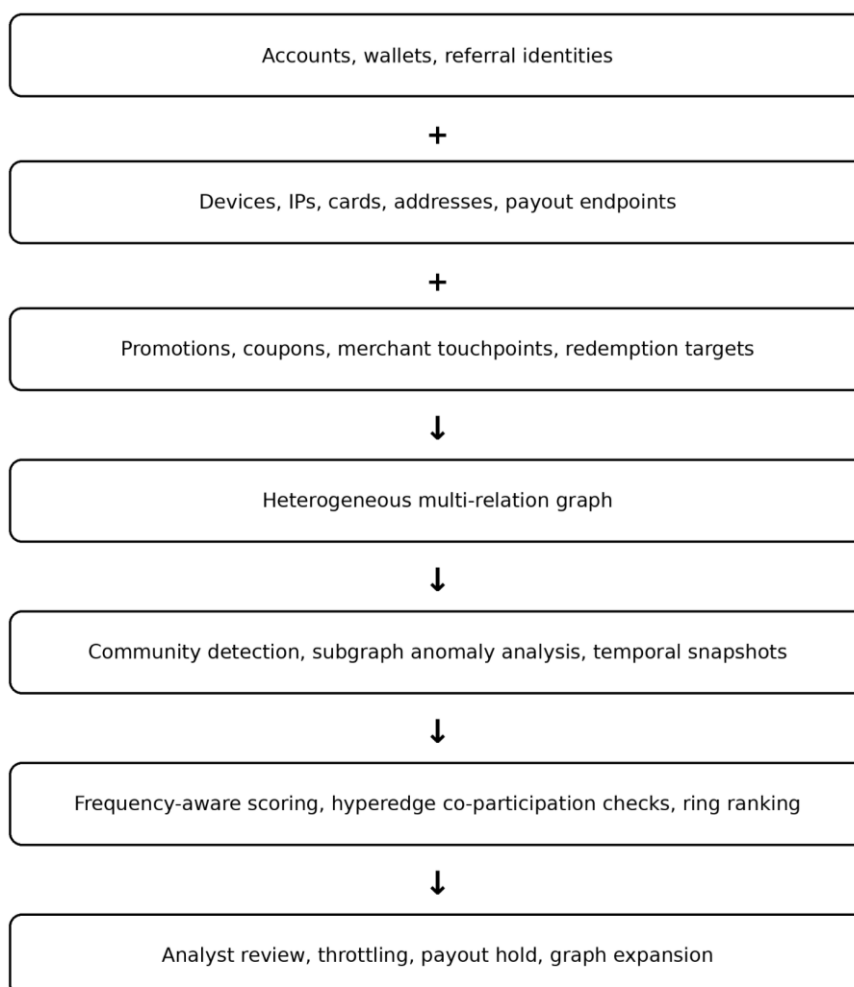 Accounts, wallets, referral identities
+
Devices, IPs, cards, addresses, payout endpoints
+
Promotions, coupons, merchant touchpoints, redemption targets
↓
Heterogeneous multi-relation graph
↓
Community detection, subgraph anomaly analysis, temporal snapshots
↓
Frequency-aware scoring, hyperedge co-participation checks, ring ranking
↓
Analyst review, throttling, payout hold, graph expansion